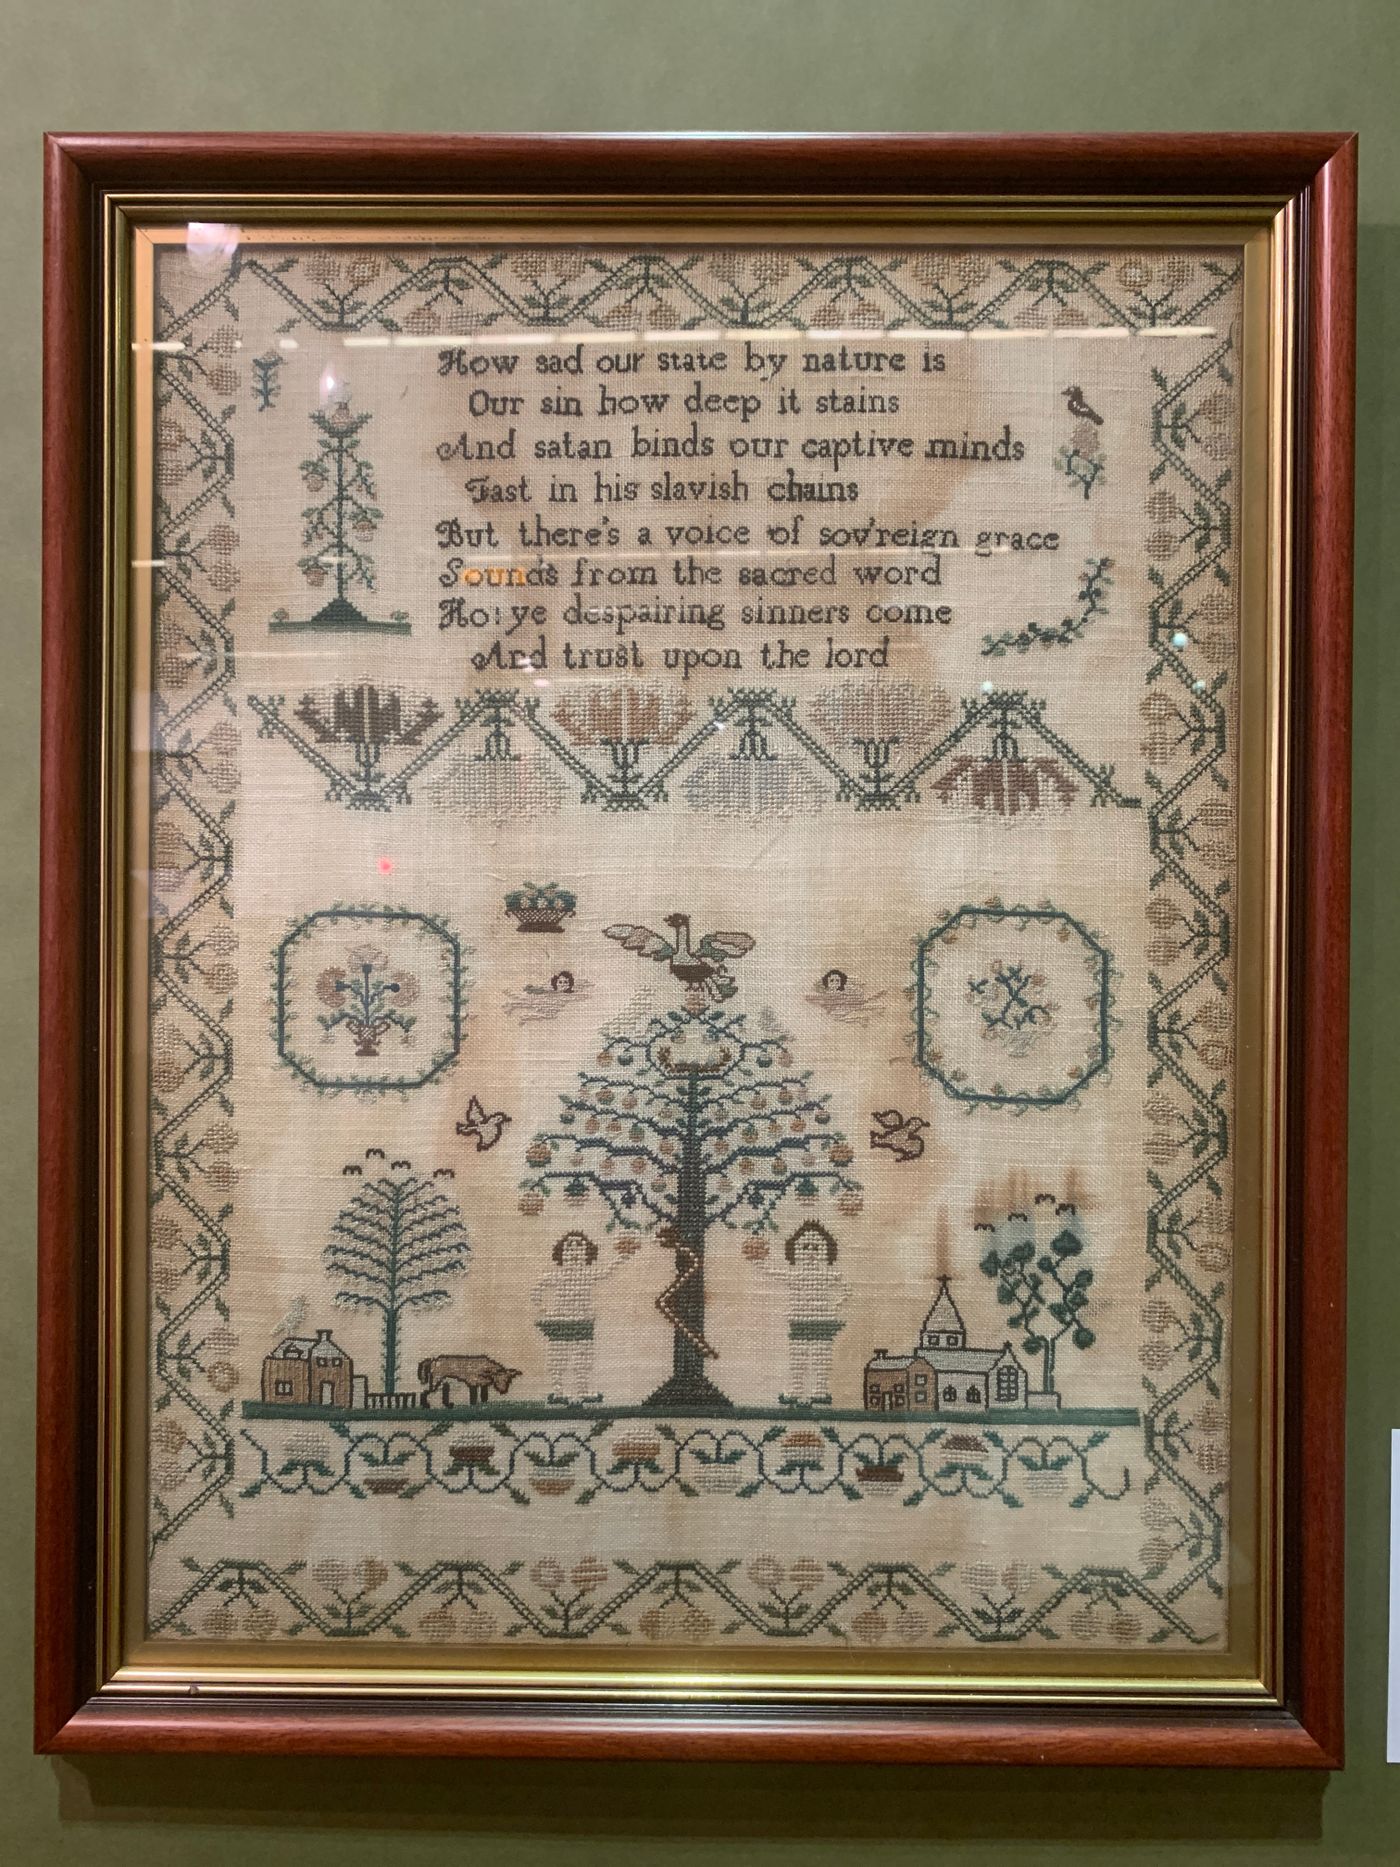 How sad our state by nature is
Our sin how deep it stains
And satan binds our captive minds
Fast in his slavish chains
But there's a voice of sov'reign grace
Sounds from the sacred word
Ho! ye despairing sinners come
And trust upon the lord